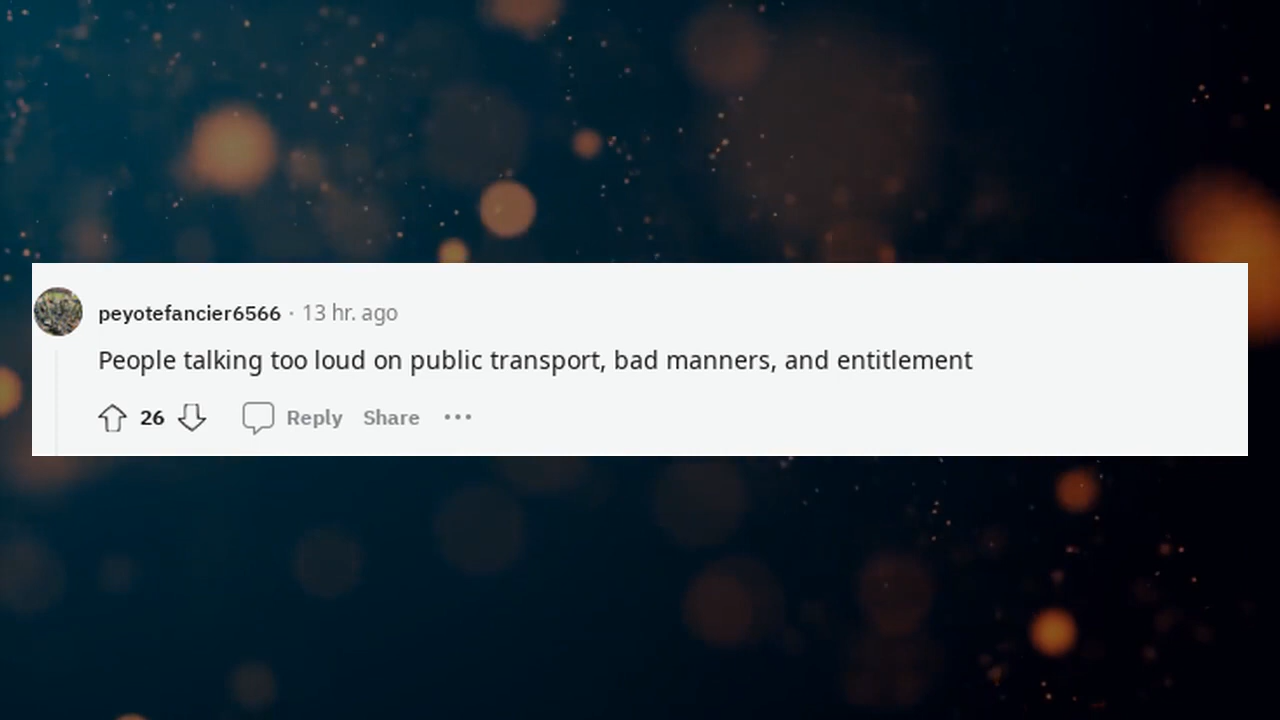 peyotefancier6566 · 13 hr. ago
People talking too loud on public transport, bad manners, and entitlement
26 Reply Share •••